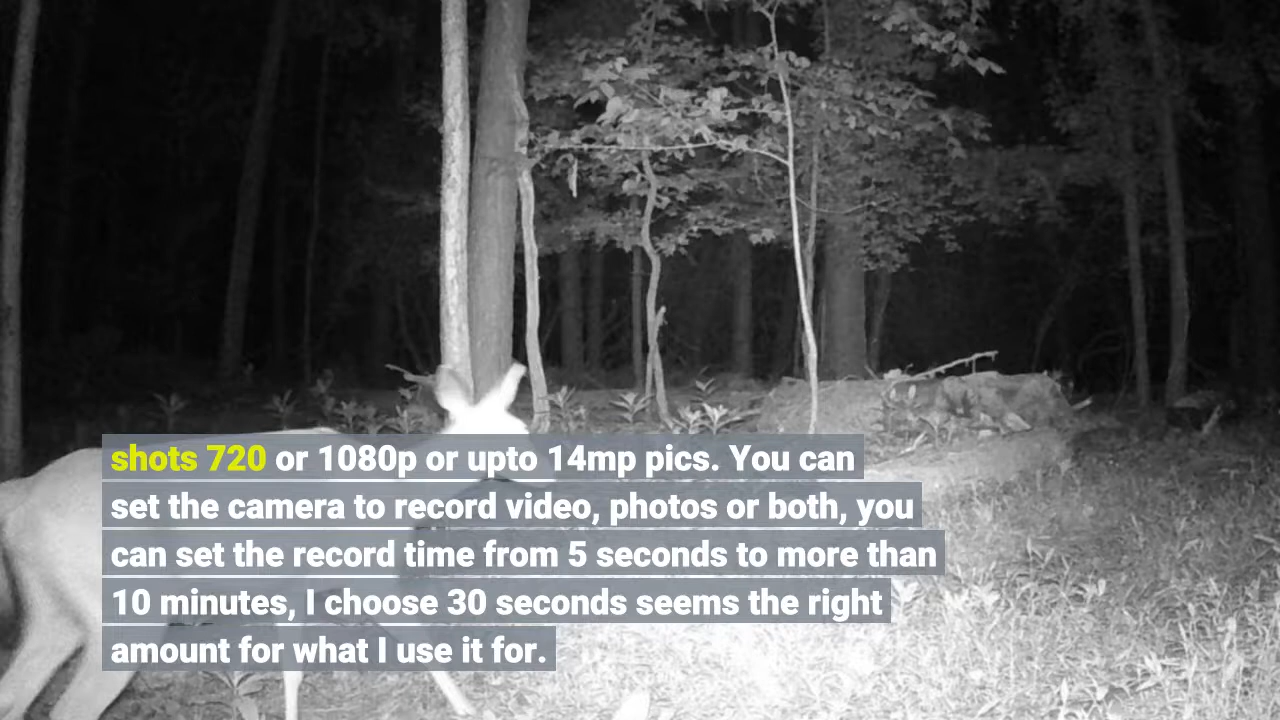 shots 720 or 1080p or upto 14mp pics. You can
set the camera to record video, photos or both, you
can set the record time from 5 seconds to more than
10 minutes, I choose 30 seconds seems the right
amount for what I use it for.